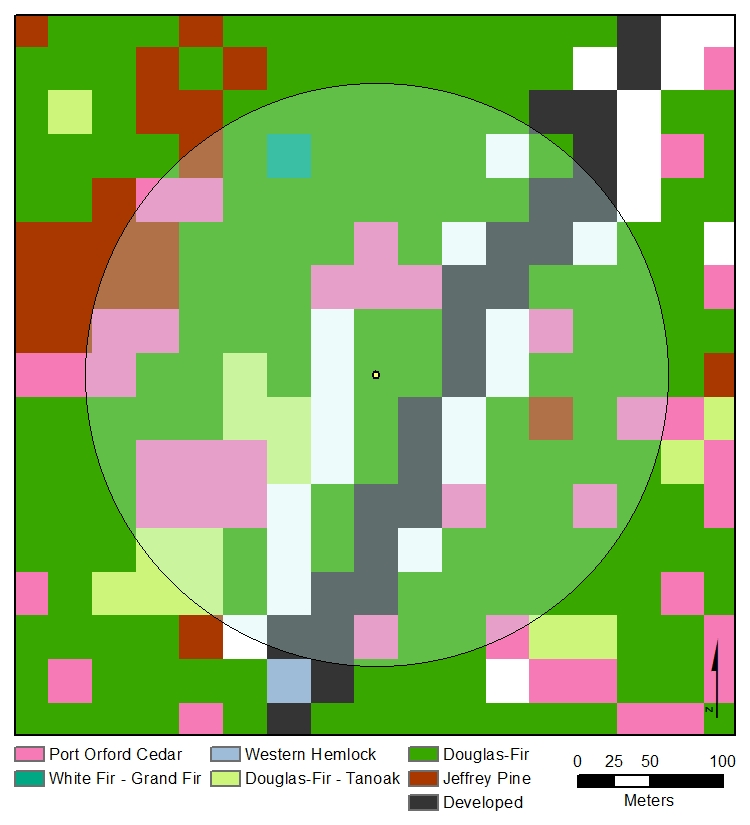 N
Port Orford Cedar
Western Hemlock
Douglas-Fir
White Fir - Grand Fir
Douglas-Fir - Tanoak
Jeffrey Pine
Developed
0 25 50 100
Meters